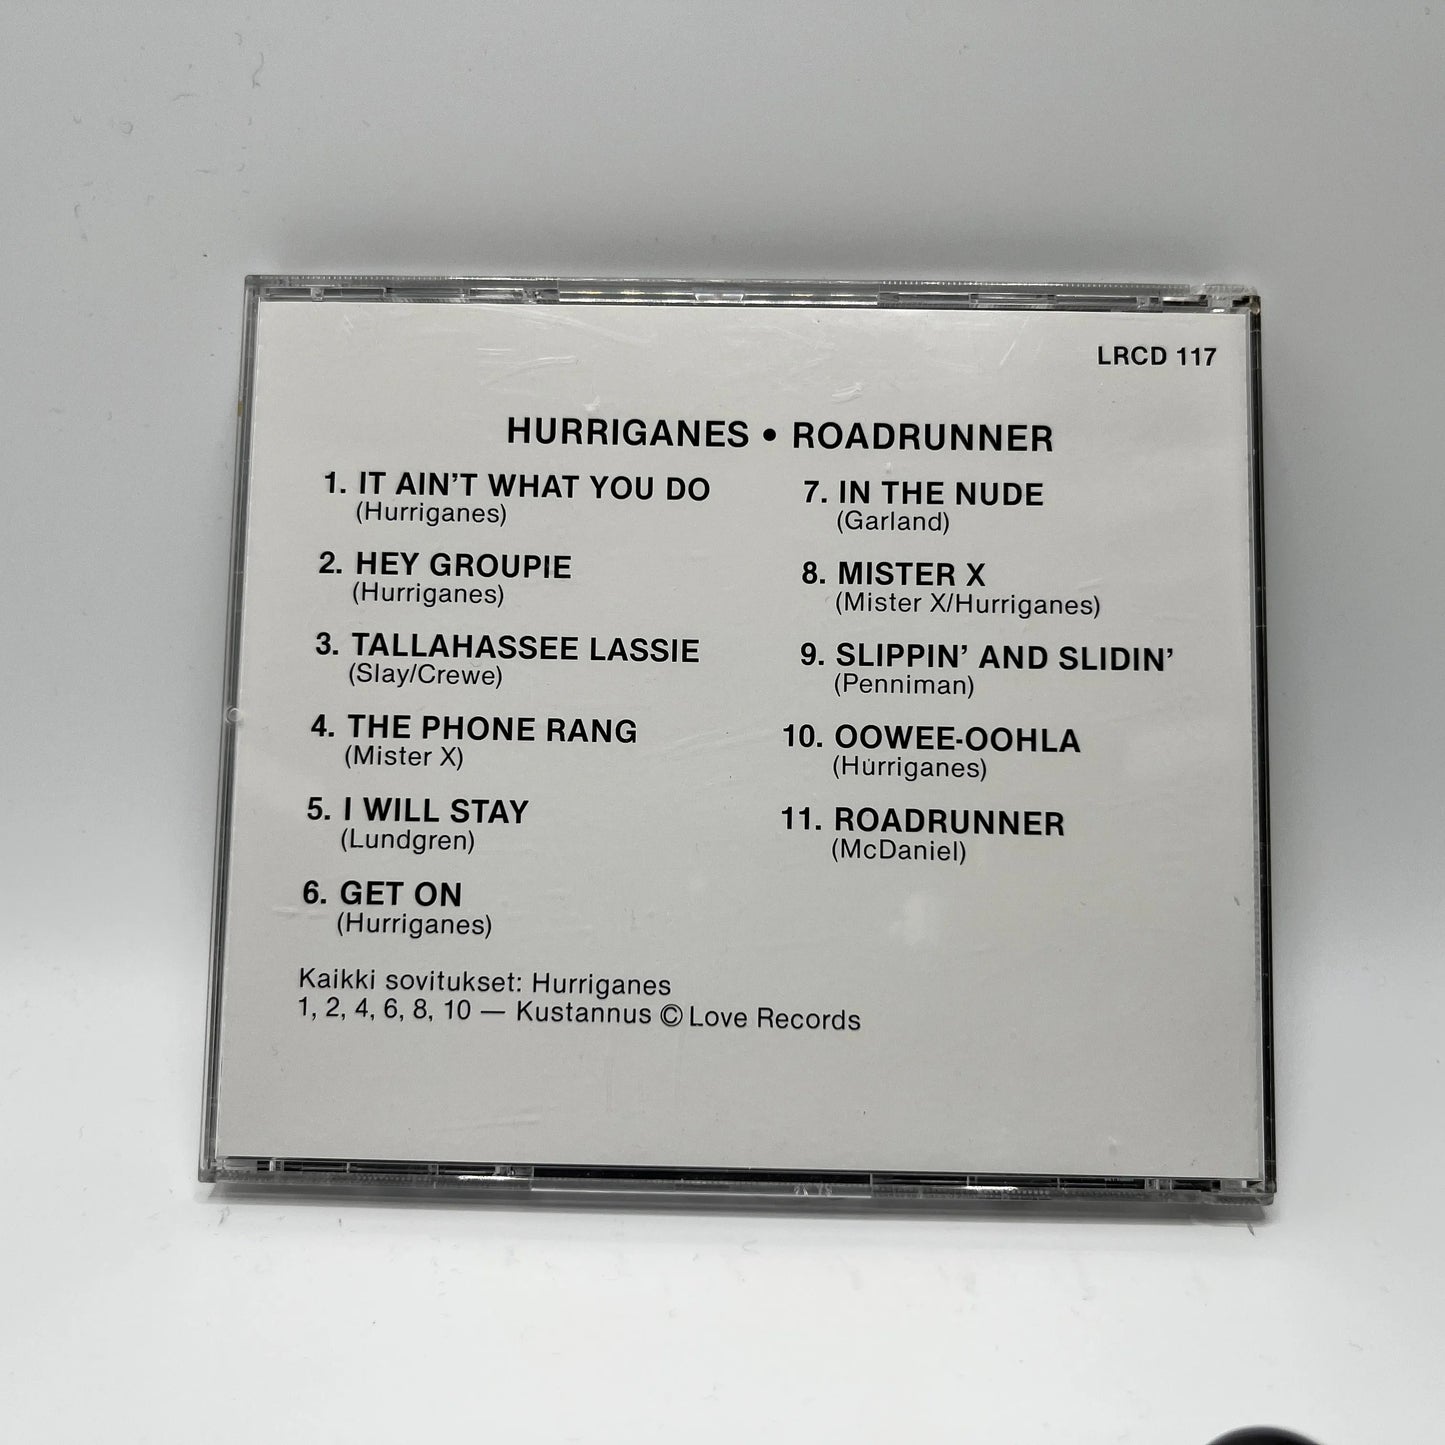 LRCD 117
HURRIGANES • ROADRUNNER
1. IT AIN'T WHAT YOU DO
(Hurriganes)
2. HEY GROUPIE
(Hurriganes)
3. TALLAHASSEE LASSIE
(Slay/Crewe)
4. THE PHONE RANG
(Mister X)
5. I WILL STAY
(Lundgren)
6. GET ON
(Hurriganes)
7. IN THE NUDE
(Garland)
8. MISTER X
(Mister X/Hurriganes)
9. SLIPPIN' AND SLIDIN'
(Penniman)
10. OOWEE-OOHLA
(Hurriganes)
11. ROADRUNNER
(McDaniel)
Kaikki sovitukset: Hurriganes
1, 2, 4, 6, 8, 10 — Kustannus © Love Records